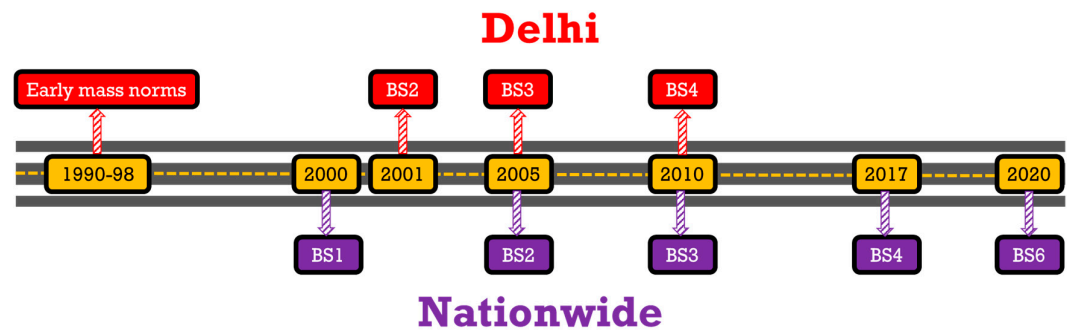 Delhi
Early mass norms BS2 BS3 BS4
1990-98 2000 2001 2005 2010 2017 2020
BS1 BS2 BS3 BS4 BS6
Nationwide